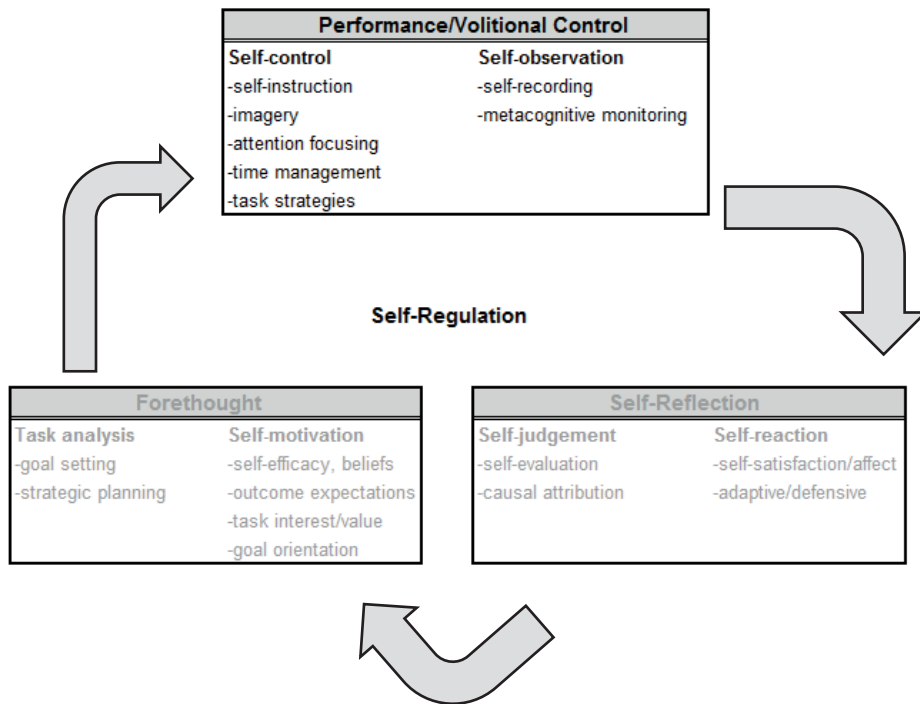 Performance/Volitional Control
Self-control Self-observation
-self-instruction -self-recording
-imagery -metacognitive monitoring
-attention focusing
-time management
-task strategies
Self-Regulation
Forethought
Task analysis Self-motivation
-goal setting -self-efficacy, beliefs
-strategic planning -outcome expectations
-task interest/value
-goal orientation
Self-Reflection
Self-judgement Self-reaction
-self-evaluation -self-satisfaction/affect
-causal attribution -adaptive/defensive